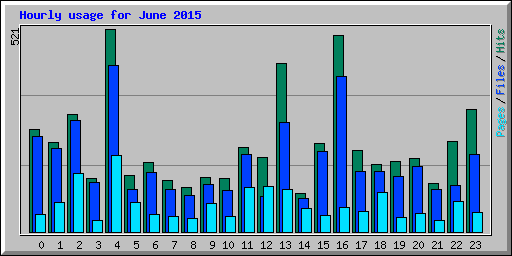 Hourly usage for June 2015
521
Pages / Files / Hits
0 1 2 3 4 5 6 7 8 9 10 11 12 13 14 15 16 17 18 19 20 21 22 23